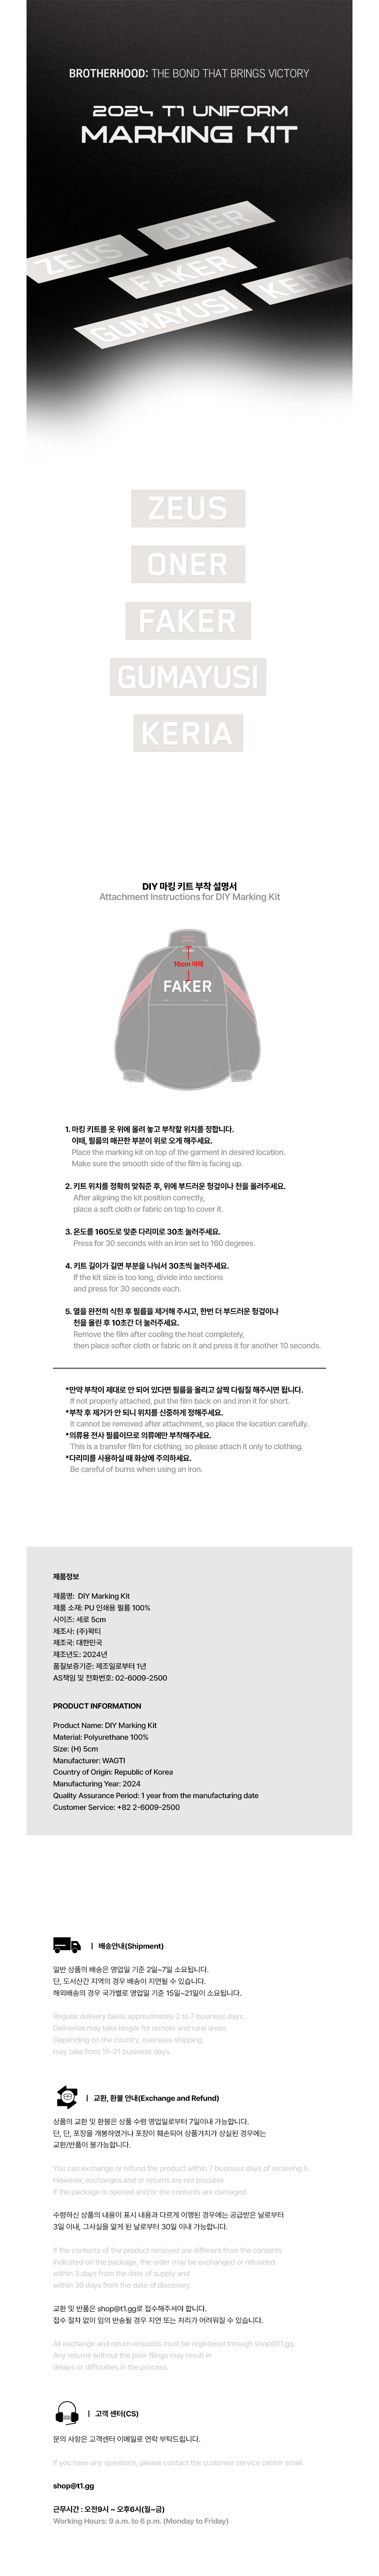 BROTHERHOOD: THE BOND THAT BRINGS VICTORY
2024 T1 UNIFORM
MARKING KIT
ZEUS
ONER
FAKER
GUMAYUSI
KERIA
ZEUS
ONER
FAKER
GUMAYUSI
KERIA
DIY 마킹 키트 부착 설명서
Attachment Instructions for DIY Marking Kit
16cm 아래
FAKER
1. 마킹 키트를 옷 위에 올려 놓고 부착할 위치를 정합니다.
이때, 필름의 매끈한 부분이 위로 오게 해주세요.
Place the marking kit on top of the garment in desired location.
Make sure the smooth side of the film is facing up.
2. 키트 위치를 정확히 맞춰준 후, 위에 부드러운 헝겊이나 천을 올려주세요.
After aligning the kit position correctly,
place a soft cloth or fabric on top to cover it.
3. 온도를 160도로 맞춘 다리미로 30초 눌러주세요.
Press for 30 seconds with an iron set to 160 degrees.
4. 키트 길이가 길면 부분을 나눠서 30초씩 눌러주세요.
If the kit size is too long, divide into sections
and press for 30 seconds each.
5. 열을 완전히 식힌 후 필름을 제거해 주시고, 한번 더 부드러운 헝겊이나
천을 올린 후 10초간 더 눌러주세요.
Remove the film after cooling the heat completely,
then place softer cloth or fabric on it and press it for another 10 seconds.
*만약 부착이 제대로 안 되어 있다면 필름을 올리고 살짝 다림질 해주시면 됩니다.
If not properly attached, put the film back on and iron it for short.
*부착 후 제거가 안 되니 위치를 신중하게 정해주세요.
It cannot be removed after attachment, so place the location carefully.
*의류용 전사 필름이므로 의류에만 부착해주세요.
This is a transfer film for clothing, so please attach it only to clothing.
*다리미를 사용하실 때 화상에 주의하세요.
Be careful of burns when using an iron.
제품정보
제품명: DIY Marking Kit
제품 소재: PU 인쇄용 필름 100%
사이즈: 세로 5cm
제조사: (주)왁티
제조국: 대한민국
제조년도: 2024년
품질보증기준: 제조일로부터 1년
AS책임 및 전화번호: 02-6009-2500
PRODUCT INFORMATION
Product Name: DIY Marking Kit
Material: Polyurethane 100%
Size: (H) 5cm
Manufacturer: WAGTI
Country of Origin: Republic of Korea
Manufacturing Year: 2024
Quality Assurance Period: 1 year from the manufacturing date
Customer Service: +82 2-6009-2500
| 배송안내(Shipment)
일반 상품의 배송은 영업일 기준 2일~7일 소요됩니다.
단, 도서산간 지역의 경우 배송이 지연될 수 있습니다.
해외배송의 경우 국가별로 영업일 기준 15일~21일이 소요됩니다.
Regular delivery takes approximately 2 to 7 business days.
Deliveries may take longer for remote and rural areas.
Depending on the country, overseas shipping
may take from 15-21 business days.
| 교환, 환불 안내(Exchange and Refund)
상품의 교환 및 환불은 상품 수령 영업일로부터 7일이내 가능합니다.
단, 단, 포장을 개봉하였거나 포장이 훼손되어 상품가치가 상실된 경우에는
교환/반품이 불가능합니다.
You can exchange or refund the product within 7 business days of receiving it.
However, exchanges and or returns are not possible
if the package is opened and/or the contents are damaged.
수령하신 상품의 내용이 표시 내용과 다르게 이행된 경우에는 공급받은 날로부터
3일 이내, 그사실을 알게 된 날로부터 30일 이내 가능합니다.
If the contents of the product received are different from the contents
indicated on the package, the order may be exchanged or refunded
within 3 days from the date of supply and
within 30 days from the date of discovery.
교환 및 반품은 shop@t1.gg로 접수해주셔야 합니다.
접수 절차 없이 임의 반송될 경우 지연 또는 처리가 어려워질 수 있습니다.
All exchange and return requests must be registered through shop@t1.gg.
Any returns without the prior filings may result in
delays or difficulties in the process.
| 고객 센터(CS)
문의 사항은 고객센터 이메일로 연락 부탁드립니다.
If you have any questions, please contact the customer service center email.
shop@t1.gg
근무시간 : 오전9시 ~ 오후6시(월~금)
Working Hours: 9 a.m. to 6 p.m. (Monday to Friday)